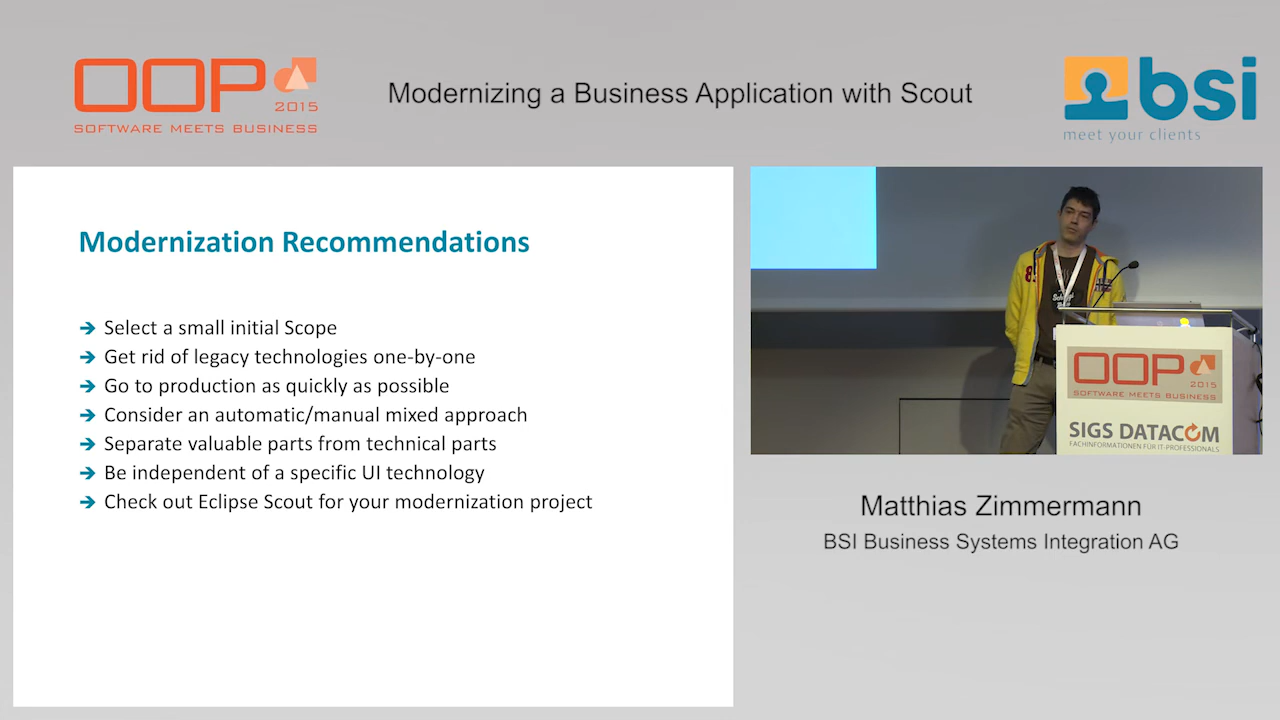 OOP
2015
SOFTWARE MEETS BUSINESS
Modernizing a Business Application with Scout
bsi
meet your clients
Modernization Recommendations
➔ Select a small initial Scope
➔ Get rid of legacy technologies one-by-one
➔ Go to production as quickly as possible
➔ Consider an automatic/manual mixed approach
➔ Separate valuable parts from technical parts
➔ Be independent of a specific UI technology
➔ Check out Eclipse Scout for your modernization project
OOP
2015
SOFTWARE MEETS BUSINESS
SIGS DATACOM
FACHINFORMATIONEN FÜR IT-PROFESSIONALS
Matthias Zimmermann
BSI Business Systems Integration AG